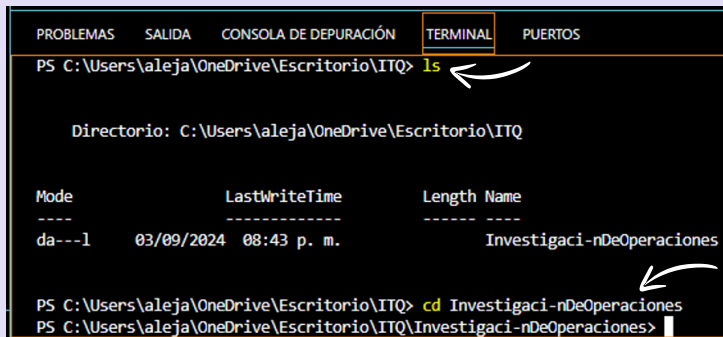 PROBLEMAS SALIDA CONSOLA DE DEPURACIÓN TERMINAL PUERTOS
PS C:\Users\aleja\OneDrive\Escritorio\ITQ> ls
Directorio: C:\Users\aleja\OneDrive\Escritorio\ITQ
Mode LastWriteTime Length Name
---- ------------- ------ ----
da---l 03/09/2024 08:43 p. m. Investigaci-nDeOperaciones
PS C:\Users\aleja\OneDrive\Escritorio\ITQ> cd Investigaci-nDeOperaciones
PS C:\Users\aleja\OneDrive\Escritorio\ITQ\Investigaci-nDeOperaciones>